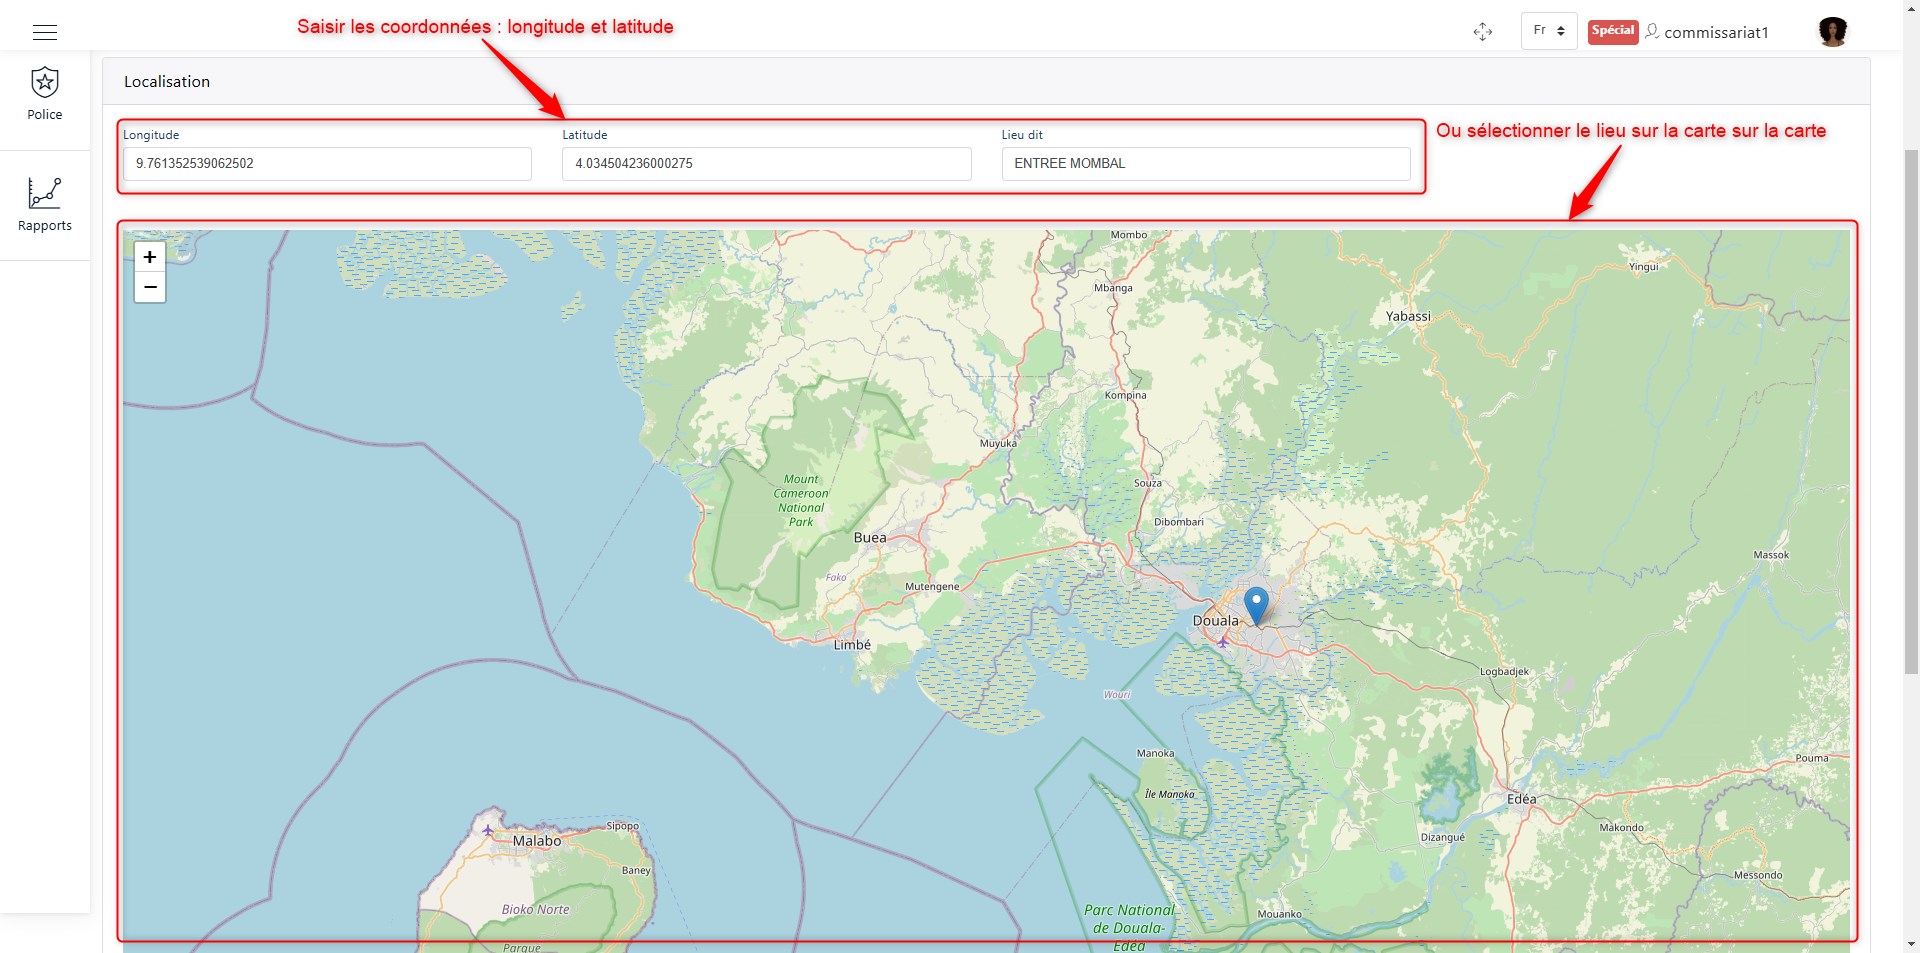 Saisir les coordonnées : longitude et latitude
Fr
Spécial
commissariat1
Police
Rapports
Localisation
Longitude
Latitude
Lieu dit
9.761352539062502
4.034504236000275
ENTREE MOMBAL
Ou sélectionner le lieu sur la carte sur la carte
+
−
Mombo
Yingui
Mbanga
Yabassi
Kompina
Muyuka
Mount
Cameroon
National
Park
Souza
Dibombari
Buea
Massok
Fako
Mutengene
Douala
Limbé
Logbadjek
Wouri
Manoka
Pouma
Île Manoka
Edéa
Malabo
Sipopo
Makondo
Dizangué
Baney
Messondo
Bioko Norte
Parc National
de Douala-
Edéa
Mouanko
Parque